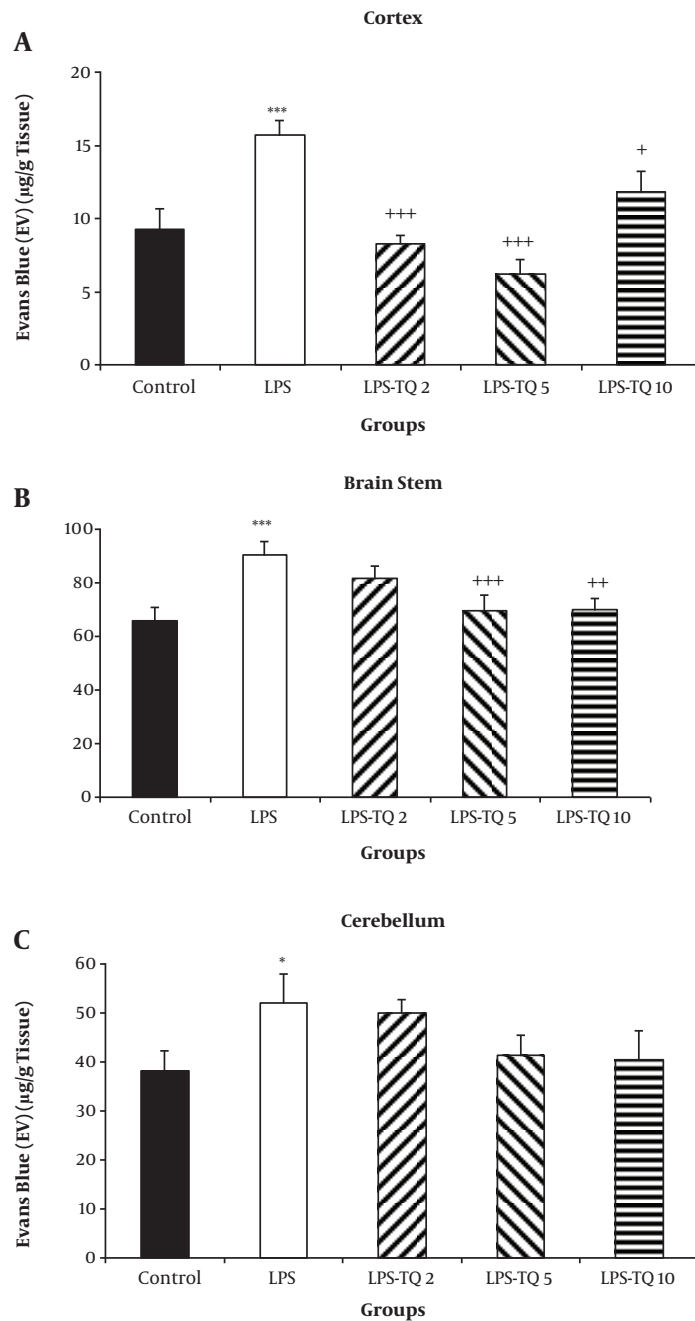 Cortex
A
Evans Blue (EV) (µg/g Tissue)
20
15
10
5
0
***
+++
+++
+
Control LPS LPS-TQ 2 LPS-TQ 5 LPS-TQ 10
Groups
Brain Stem
B
100
80
60
40
20
0
***
+++
++
Control LPS LPS-TQ 2 LPS-TQ 5 LPS-TQ 10
Groups
Cerebellum
C
Evans Blue (EV) (µg/g Tissue)
60
50
40
30
20
10
0
*
Control LPS LPS-TQ 2 LPS-TQ 5 LPS-TQ 10
Groups